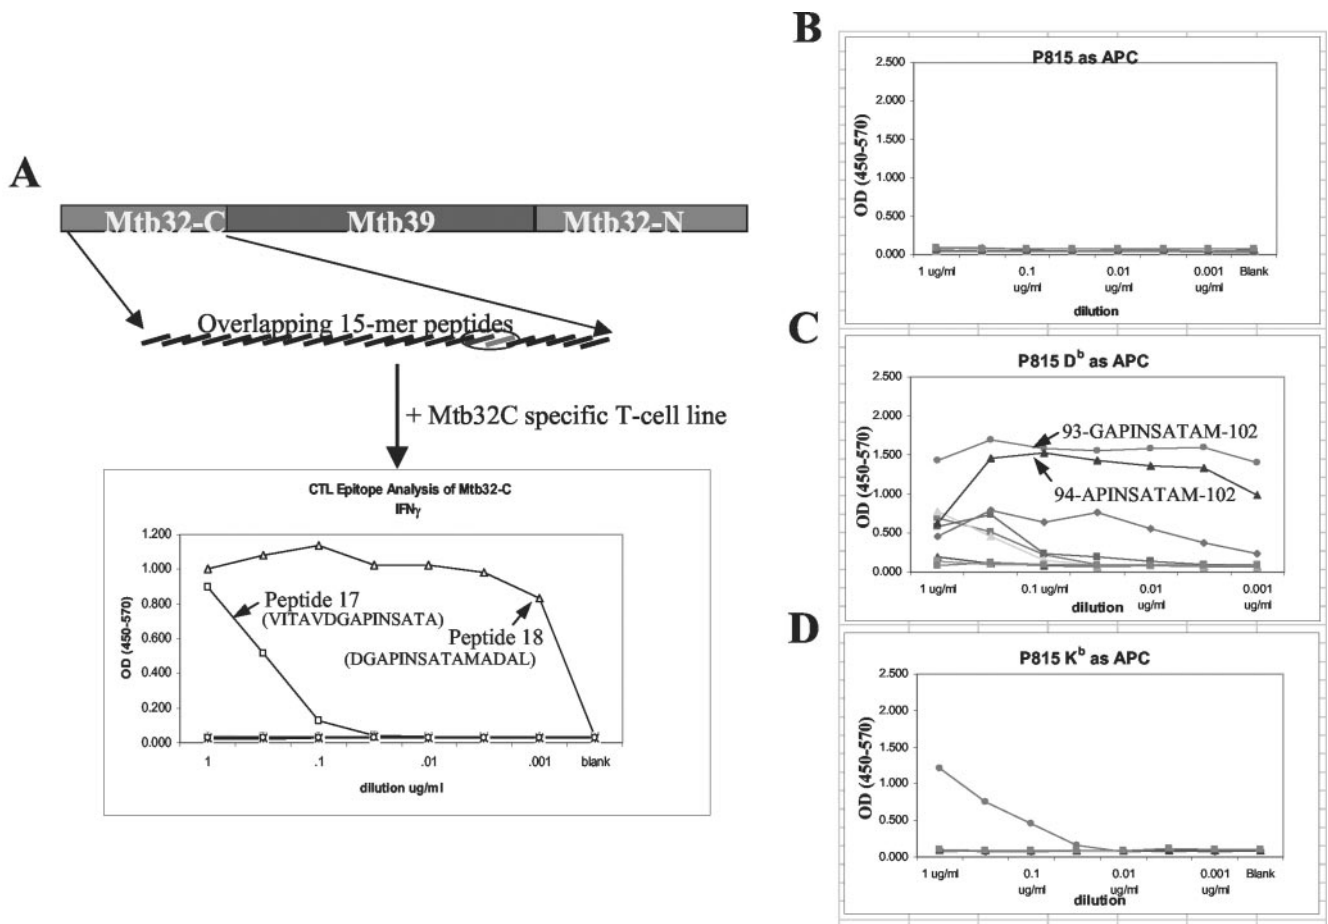 A
Mtb32-C Mtb39 Mtb32-N
Overlapping 15-mer peptides
+ Mtb32C specific T-cell line
CTL Epitope Analysis of Mtb32-C
IFNγ
OD (450-570)
1.200
1.000
0.800
0.600
0.400
0.200
0.000
Peptide 17
(VITAVDGAPINSATA)
Peptide 18
(DGAPINSATAMADAL)
1 .1 .01 .001 blank
dilution ug/ml
B
P815 as APC
OD (450-570)
2.500
2.000
1.500
1.000
0.500
0.000
1 ug/ml 0.1 ug/ml 0.01 ug/ml 0.001 ug/ml Blank
dilution
C
P815 Dᵇ as APC
OD (450-570)
2.500
2.000
1.500
1.000
0.500
0.000
93-GAPINSATAM-102
94-APINSATAM-102
1 ug/ml 0.1 ug/ml 0.01 ug/ml 0.001 ug/ml
dilution
D
P815 Kᵇ as APC
OD (450-570)
2.500
2.000
1.500
1.000
0.500
0.000
1 ug/ml 0.1 ug/ml 0.01 ug/ml 0.001 ug/ml Blank
dilution